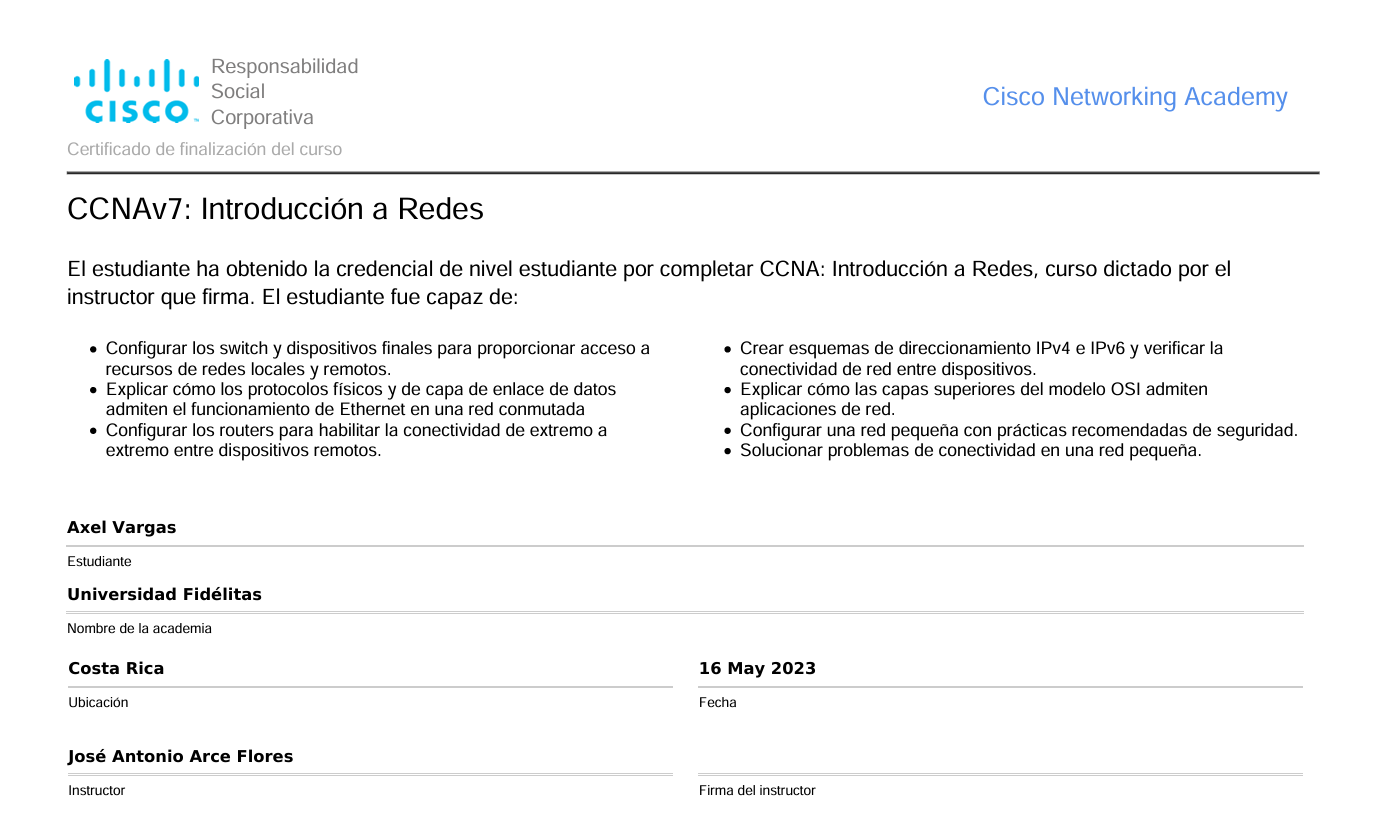 CISCO
Responsabilidad
Social
Corporativa
Cisco Networking Academy
Certificado de finalización del curso
CCNAv7: Introducción a Redes
El estudiante ha obtenido la credencial de nivel estudiante por completar CCNA: Introducción a Redes, curso dictado por el
instructor que firma. El estudiante fue capaz de:
• Configurar los switch y dispositivos finales para proporcionar acceso a
recursos de redes locales y remotos.
• Explicar cómo los protocolos físicos y de capa de enlace de datos
admiten el funcionamiento de Ethernet en una red conmutada
• Configurar los routers para habilitar la conectividad de extremo a
extremo entre dispositivos remotos.
• Crear esquemas de direccionamiento IPv4 e IPv6 y verificar la
conectividad de red entre dispositivos.
• Explicar cómo las capas superiores del modelo OSI admiten
aplicaciones de red.
• Configurar una red pequeña con prácticas recomendadas de seguridad.
• Solucionar problemas de conectividad en una red pequeña.
Axel Vargas
Estudiante
Universidad Fidélitas
Nombre de la academia
Costa Rica
Ubicación
16 May 2023
Fecha
José Antonio Arce Flores
Instructor
Firma del instructor